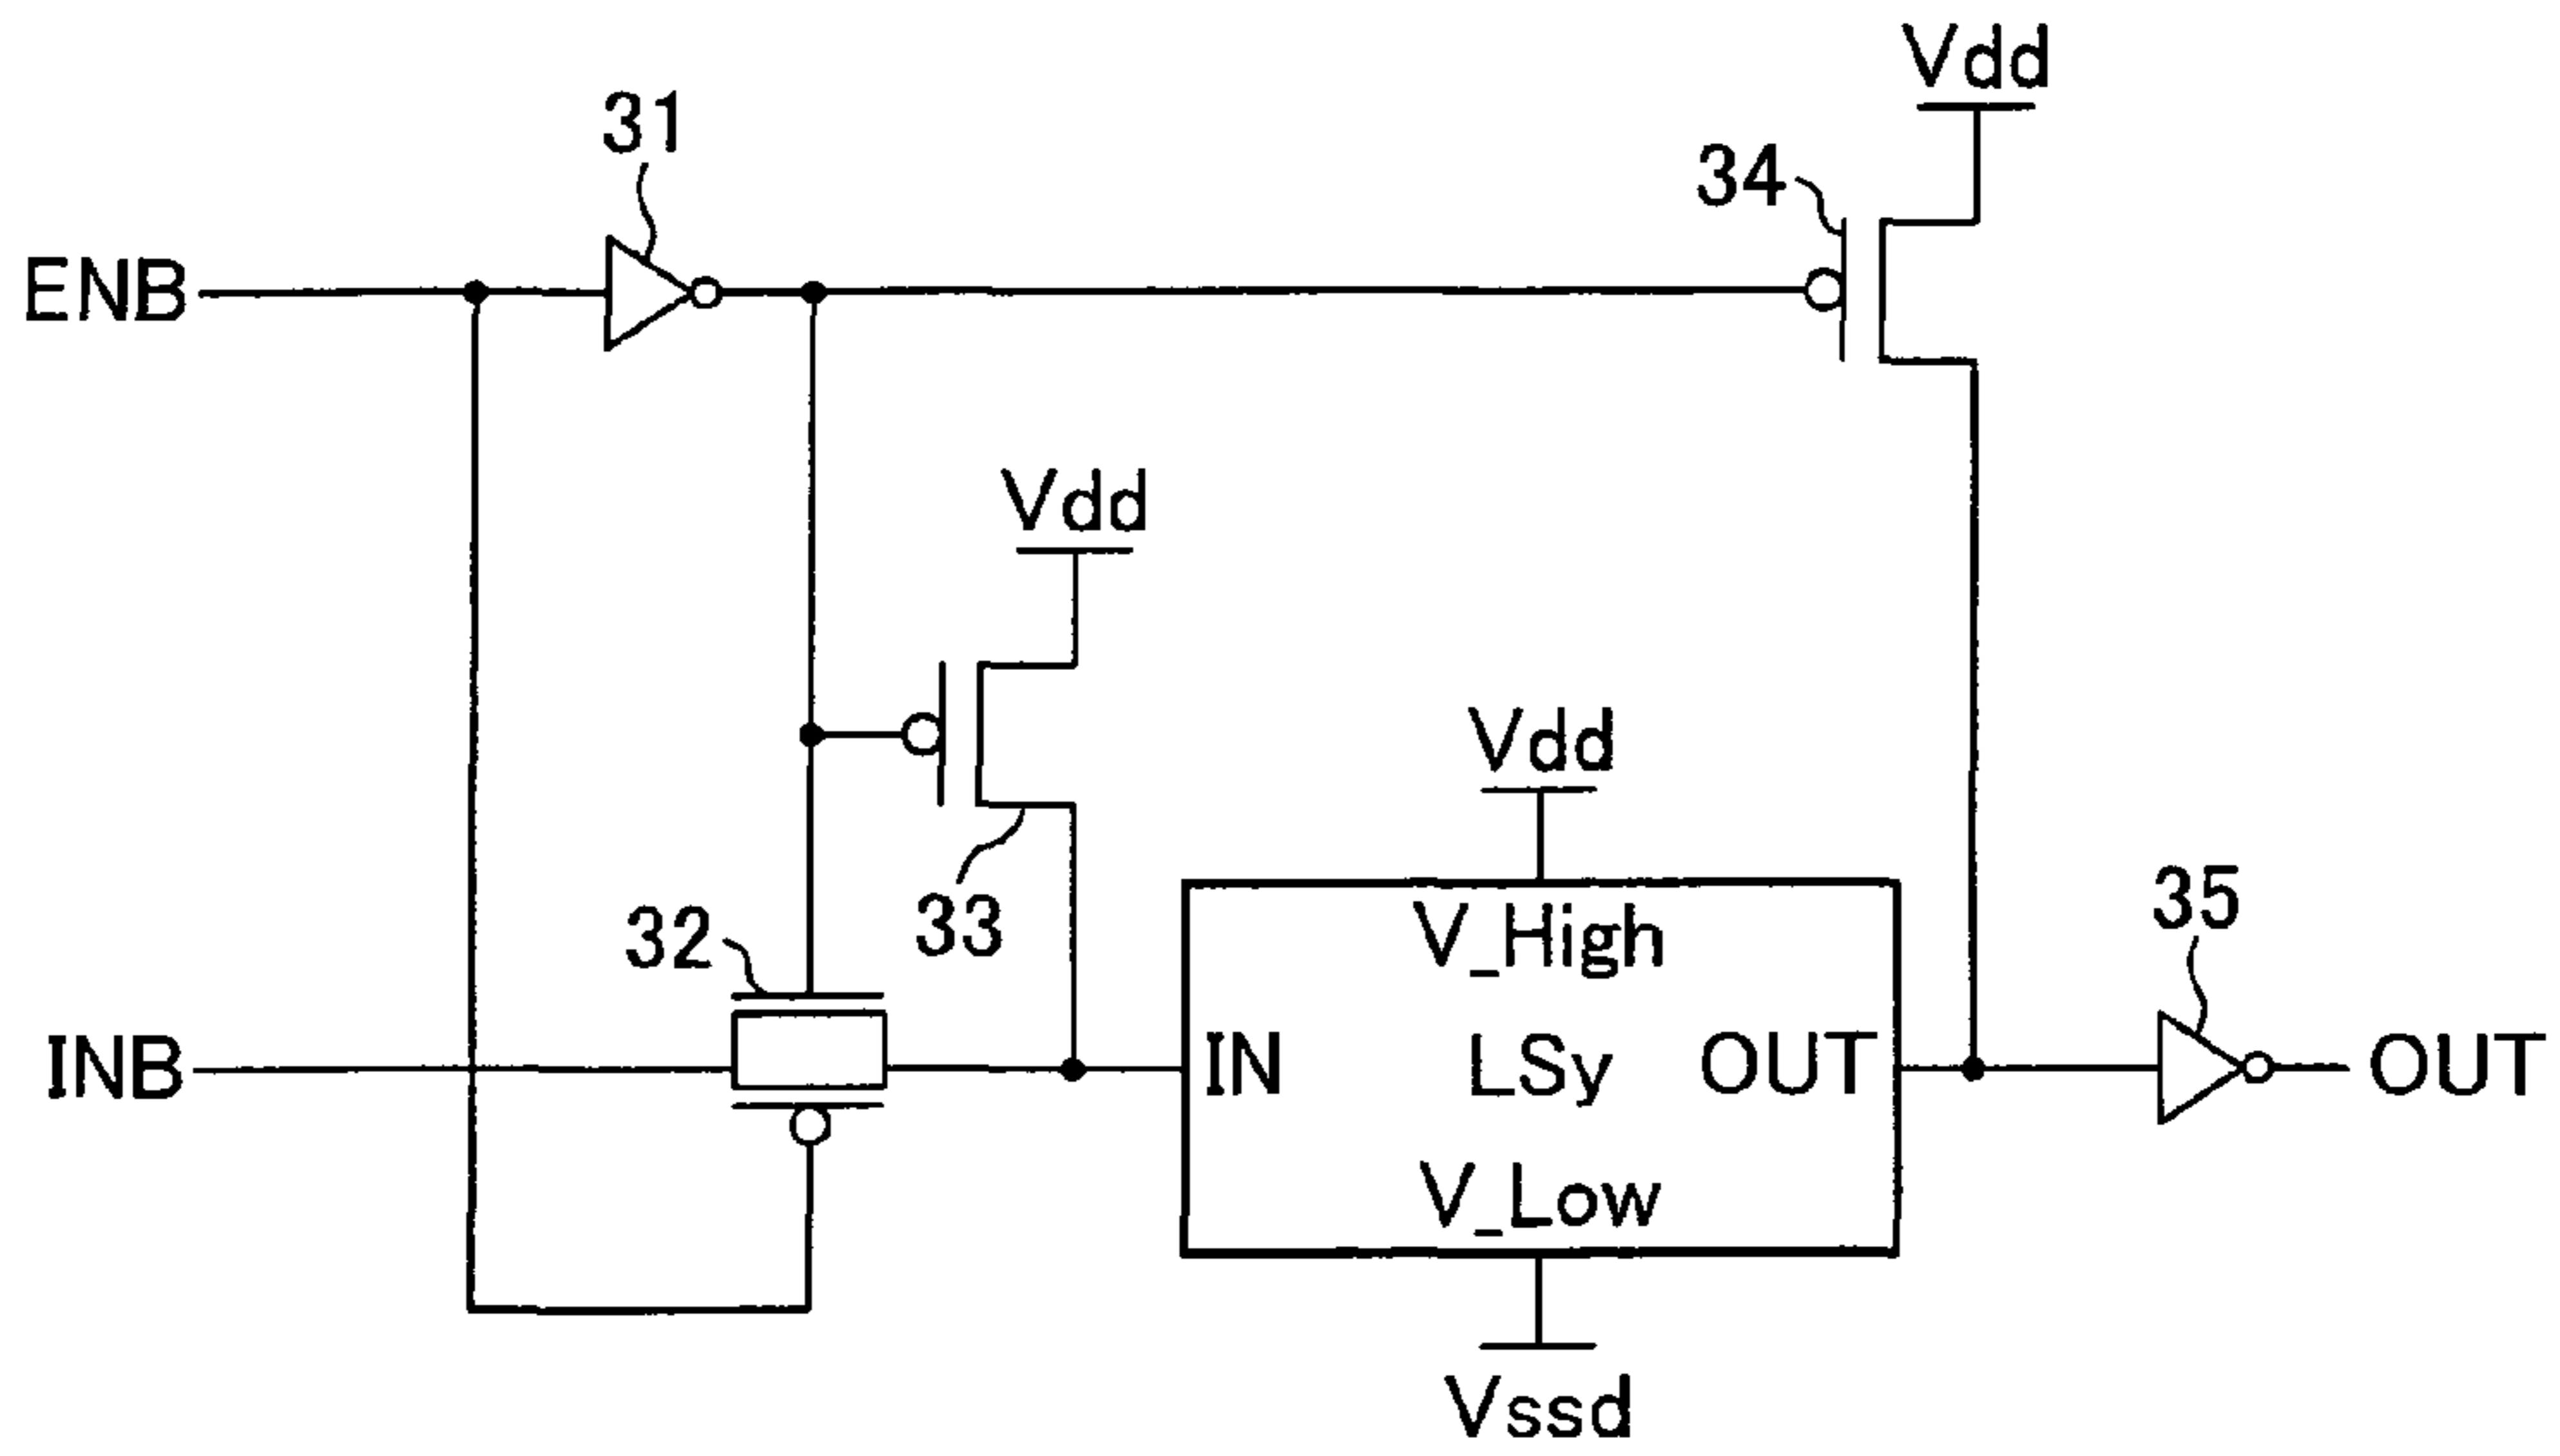 Vdd
31
34
ENB
Vdd
Vdd
32
33
35
V_High
INB
IN
LSy
OUT
OUT
V_Low
Vssd